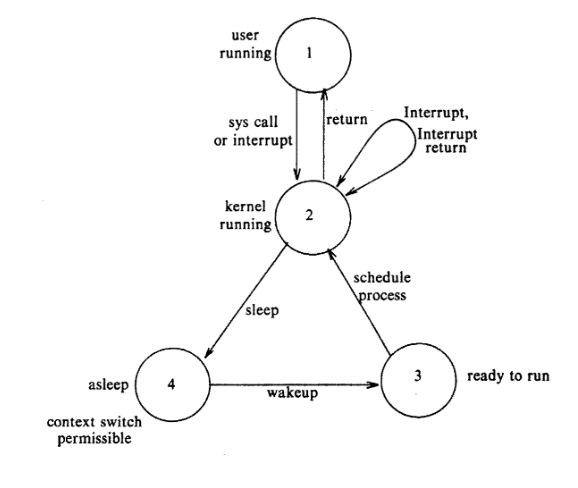 user
running
1
sys call
or interrupt
return
Interrupt,
Interrupt
return
kernel
running
2
schedule
process
sleep
asleep
4
wakeup
3
ready to run
context switch
permissible